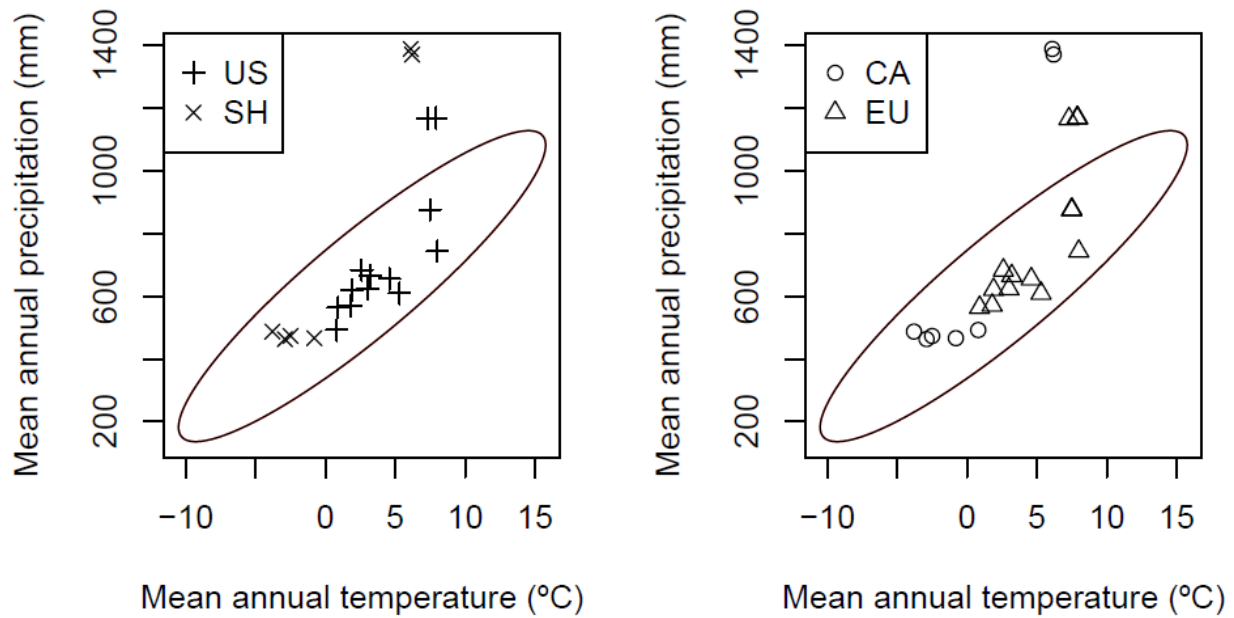 Mean annual precipitation (mm)
1400
1000
600
200
US
SH
−10
0
5
10
15
Mean annual temperature (ºC)
Mean annual precipitation (mm)
1400
1000
600
200
CA
EU
−10
0
5
10
15
Mean annual temperature (ºC)